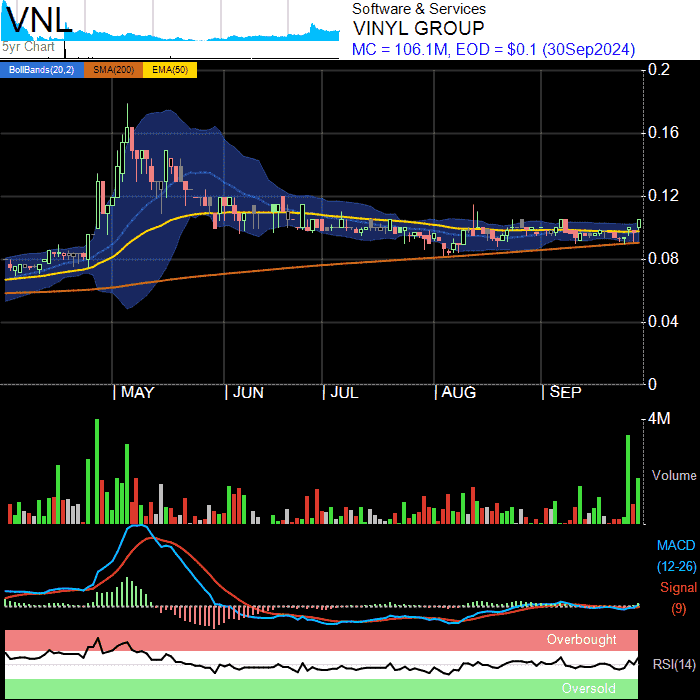 VNL
5yr Chart
Software & Services
VINYL GROUP
MC = 106.1M, EOD = $0.1 (30Sep2024)
BollBands(20,2) SMA(200) EMA(50)
0.2
0.16
0.12
0.08
0.04
0
MAY JUN JUL AUG SEP
4M
Volume
MACD
(12-26)
Signal
(9)
Overbought
RSI(14)
Oversold